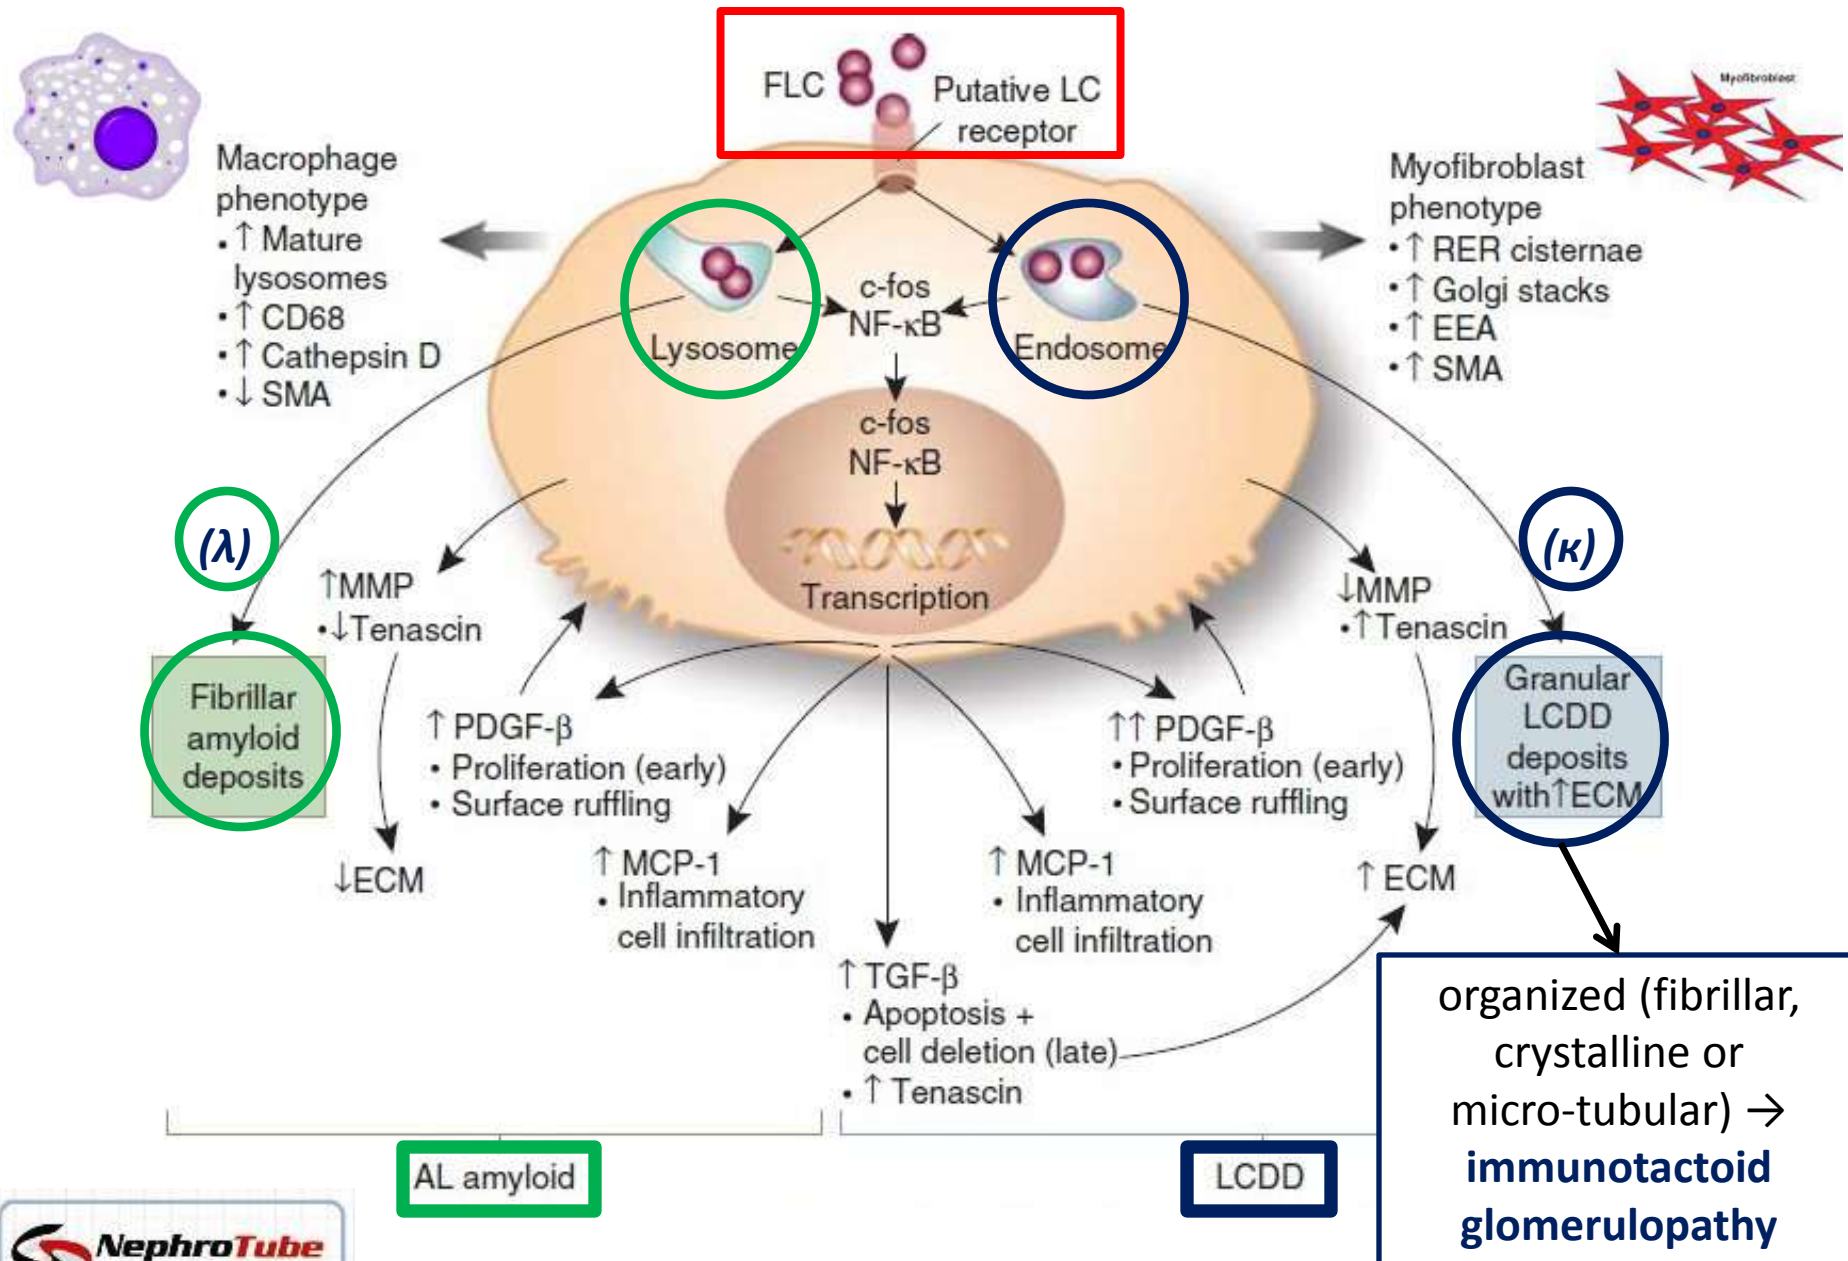 FLC
Putative LC
receptor
Myofibroblast
Macrophage
phenotype
• ↑ Mature
lysosomes
• ↑ CD68
• ↑ Cathepsin D
• ↓ SMA
Myofibroblast
phenotype
• ↑ RER cisternae
• ↑ Golgi stacks
• ↑ EEA
• ↑ SMA
Lysosome
c-fos
NF-κB
Endosome
c-fos
NF-κB
Transcription
(λ)
(κ)
↑MMP
• ↓Tenascin
↓MMP
• ↑Tenascin
Fibrillar
amyloid
deposits
↑ PDGF-β
• Proliferation (early)
• Surface ruffling
↑↑ PDGF-β
• Proliferation (early)
• Surface ruffling
Granular
LCDD
deposits
with↑ECM
↓ECM
↑ MCP-1
• Inflammatory
cell infiltration
↑ MCP-1
• Inflammatory
cell infiltration
↑ ECM
↑ TGF-β
• Apoptosis +
cell deletion (late)
• ↑ Tenascin
organized (fibrillar,
crystalline or
micro-tubular) →
immunotactoid
glomerulopathy
AL amyloid
LCDD
NephroTube